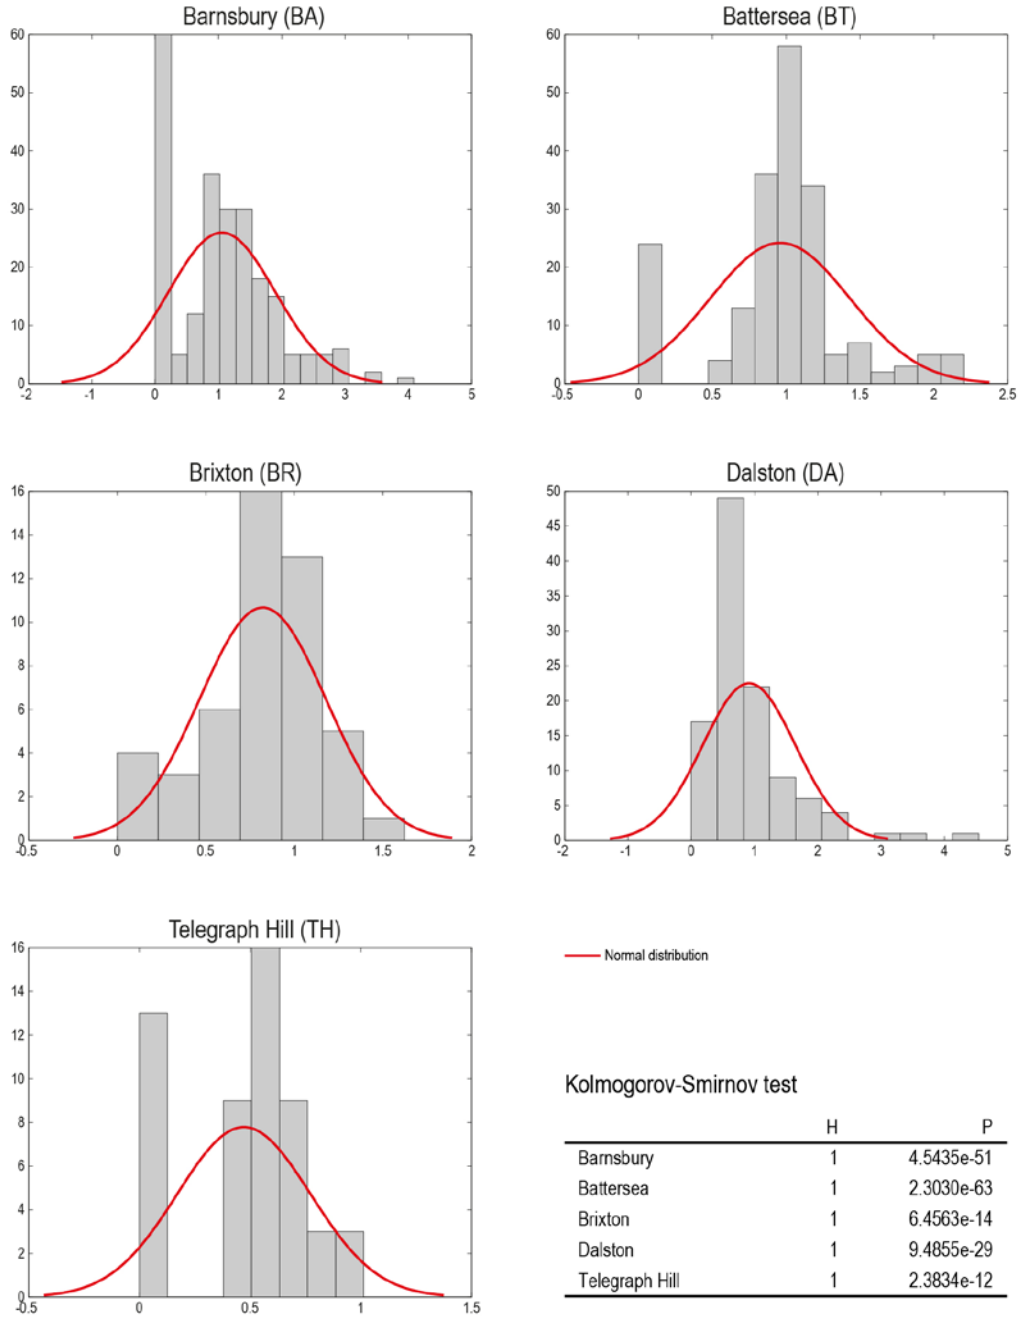 Barnsbury (BA)
60
50
40
30
20
10
0
-2 -1 0 1 2 3 4 5
Battersea (BT)
60
50
40
30
20
10
0
-0.5 0 0.5 1 1.5 2 2.5
Brixton (BR)
16
14
12
10
8
6
4
2
0
-0.5 0 0.5 1 1.5 2
Dalston (DA)
50
45
40
35
30
25
20
15
10
5
0
-2 -1 0 1 2 3 4 5
Telegraph Hill (TH)
16
14
12
10
8
6
4
2
0
-0.5 0 0.5 1 1.5
Normal distribution
Kolmogorov-Smirnov test
H P
Barnsbury 1 4.5435e-51
Battersea 1 2.3030e-63
Brixton 1 6.4563e-14
Dalston 1 9.4855e-29
Telegraph Hill 1 2.3834e-12